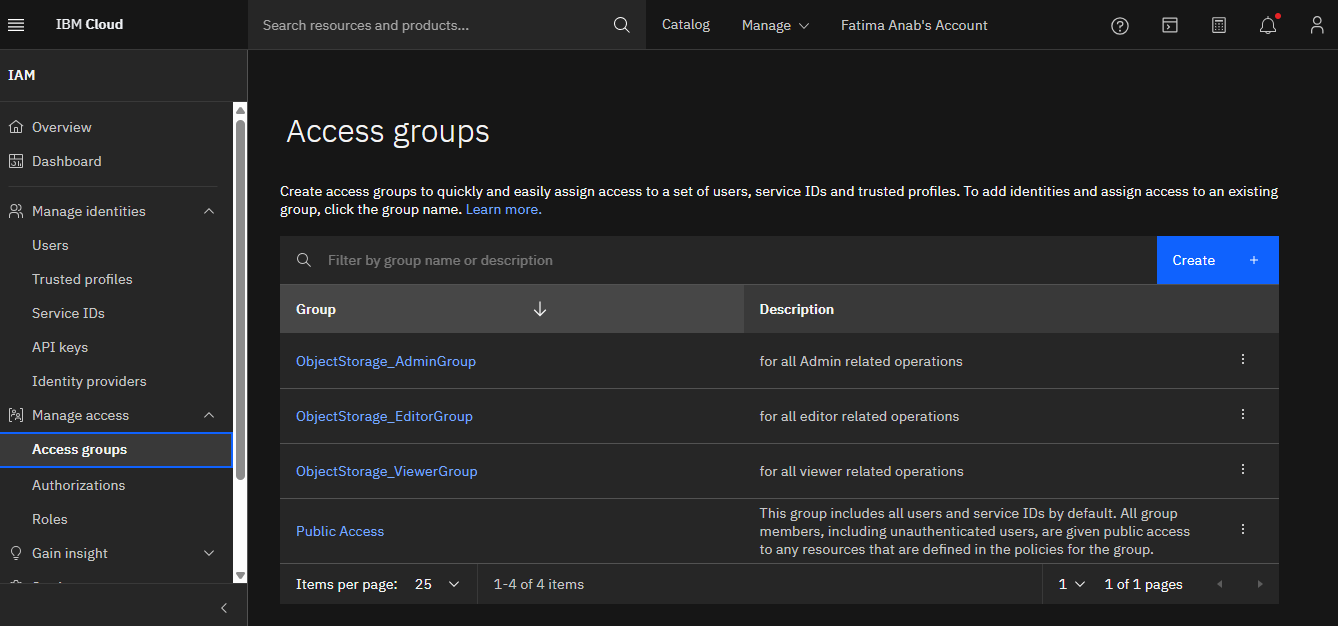 IBM Cloud
Search resources and products...
Catalog
Manage
Fatima Anab's Account
IAM
Overview
Dashboard
Manage identities
Users
Trusted profiles
Service IDs
API keys
Identity providers
Manage access
Access groups
Authorizations
Roles
Gain insight
Access groups
Create access groups to quickly and easily assign access to a set of users, service IDs and trusted profiles. To add identities and assign access to an existing
group, click the group name. Learn more.
Filter by group name or description
Create +
Group
Description
ObjectStorage_AdminGroup
for all Admin related operations
ObjectStorage_EditorGroup
for all editor related operations
ObjectStorage_ViewerGroup
for all viewer related operations
Public Access
This group includes all users and service IDs by default. All group
members, including unauthenticated users, are given public access
to any resources that are defined in the policies for the group.
Items per page: 25
1-4 of 4 items
1
1 of 1 pages